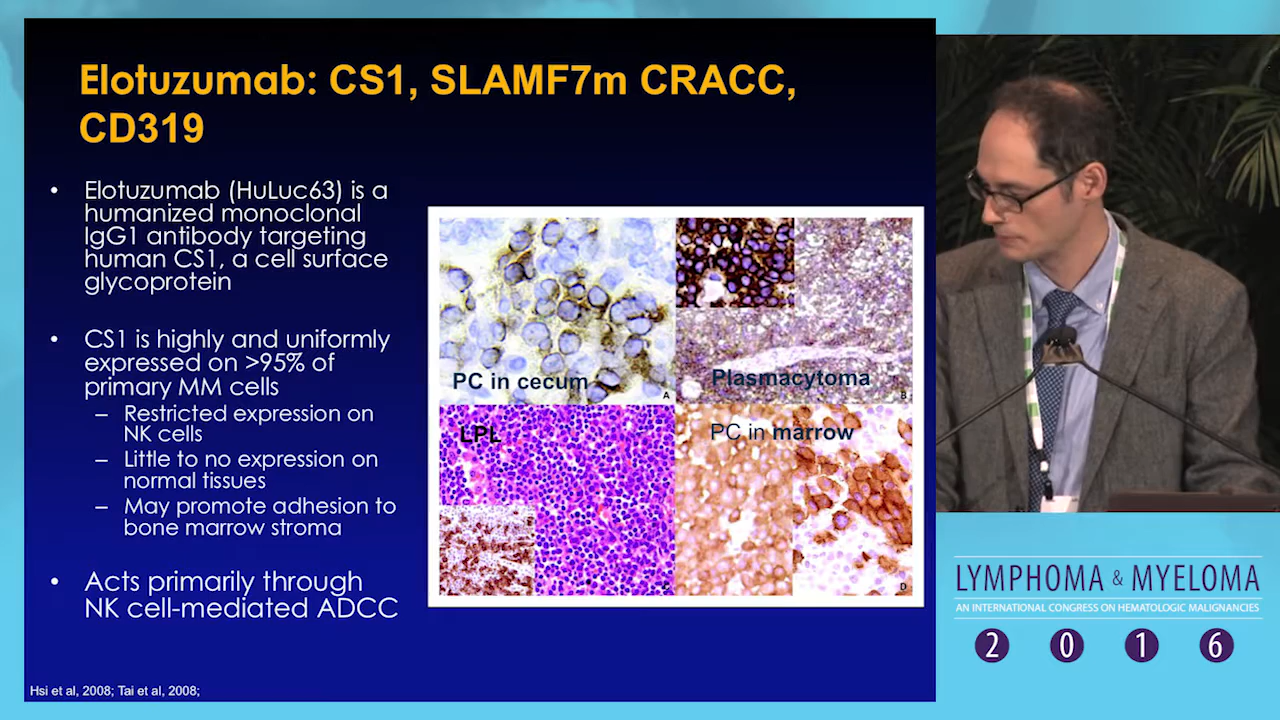 Elotuzumab: CS1, SLAMF7m CRACC,
CD319
• Elotuzumab (HuLuc63) is a
humanized monoclonal
IgG1 antibody targeting
human CS1, a cell surface
glycoprotein
• CS1 is highly and uniformly
expressed on >95% of
primary MM cells
– Restricted expression on
NK cells
– Little to no expression on
normal tissues
– May promote adhesion to
bone marrow stroma
• Acts primarily through
NK cell-mediated ADCC
Hsi et al, 2008; Tai et al, 2008;
PC in cecum
A
Plasmacytoma
B
LPL
PC in marrow
D
LYMPHOMA & MYELOMA
AN INTERNATIONAL CONGRESS ON HEMATOLOGIC MALIGNANCIES
2 0 1 6